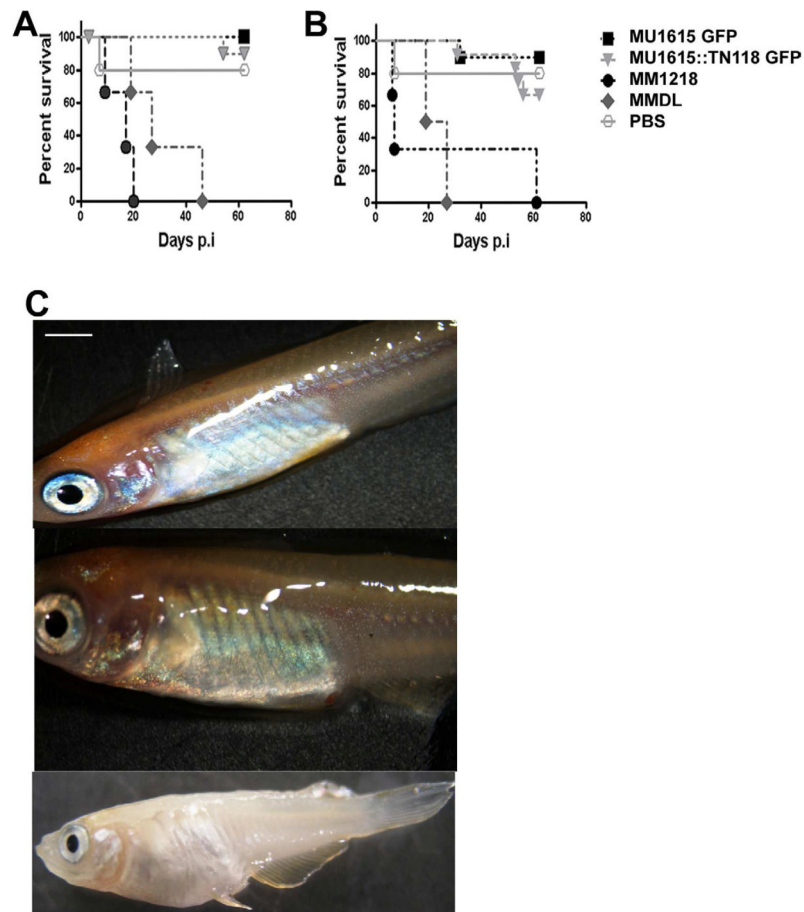 A
Percent survival
100
80
60
40
20
0
0 20 40 60 80
Days p.i
B
Percent survival
100
80
60
40
20
0
0 20 40 60 80
Days p.i
MU1615 GFP
MU1615::TN118 GFP
MM1218
MMDL
PBS
C